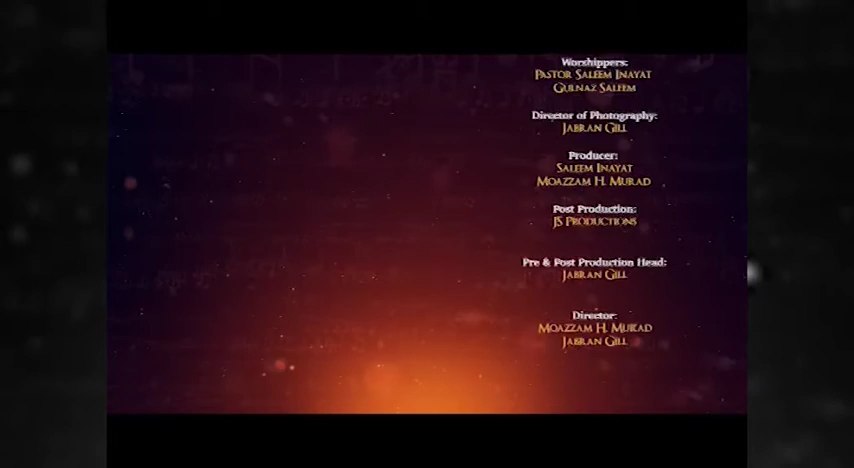 Worshippers:
PASTOR SALEEM INAYAT
GULNAZ SALEEM
Director of Photography:
JABRAN GILL
Producer:
SALEEM INAYAT
MOAZZAM H. MURAD
Post Production:
JS PRODUCTIONS
Pre & Post Production Head:
JABRAN GILL
Director:
MOAZZAM H. MURAD
JABRAN GILL